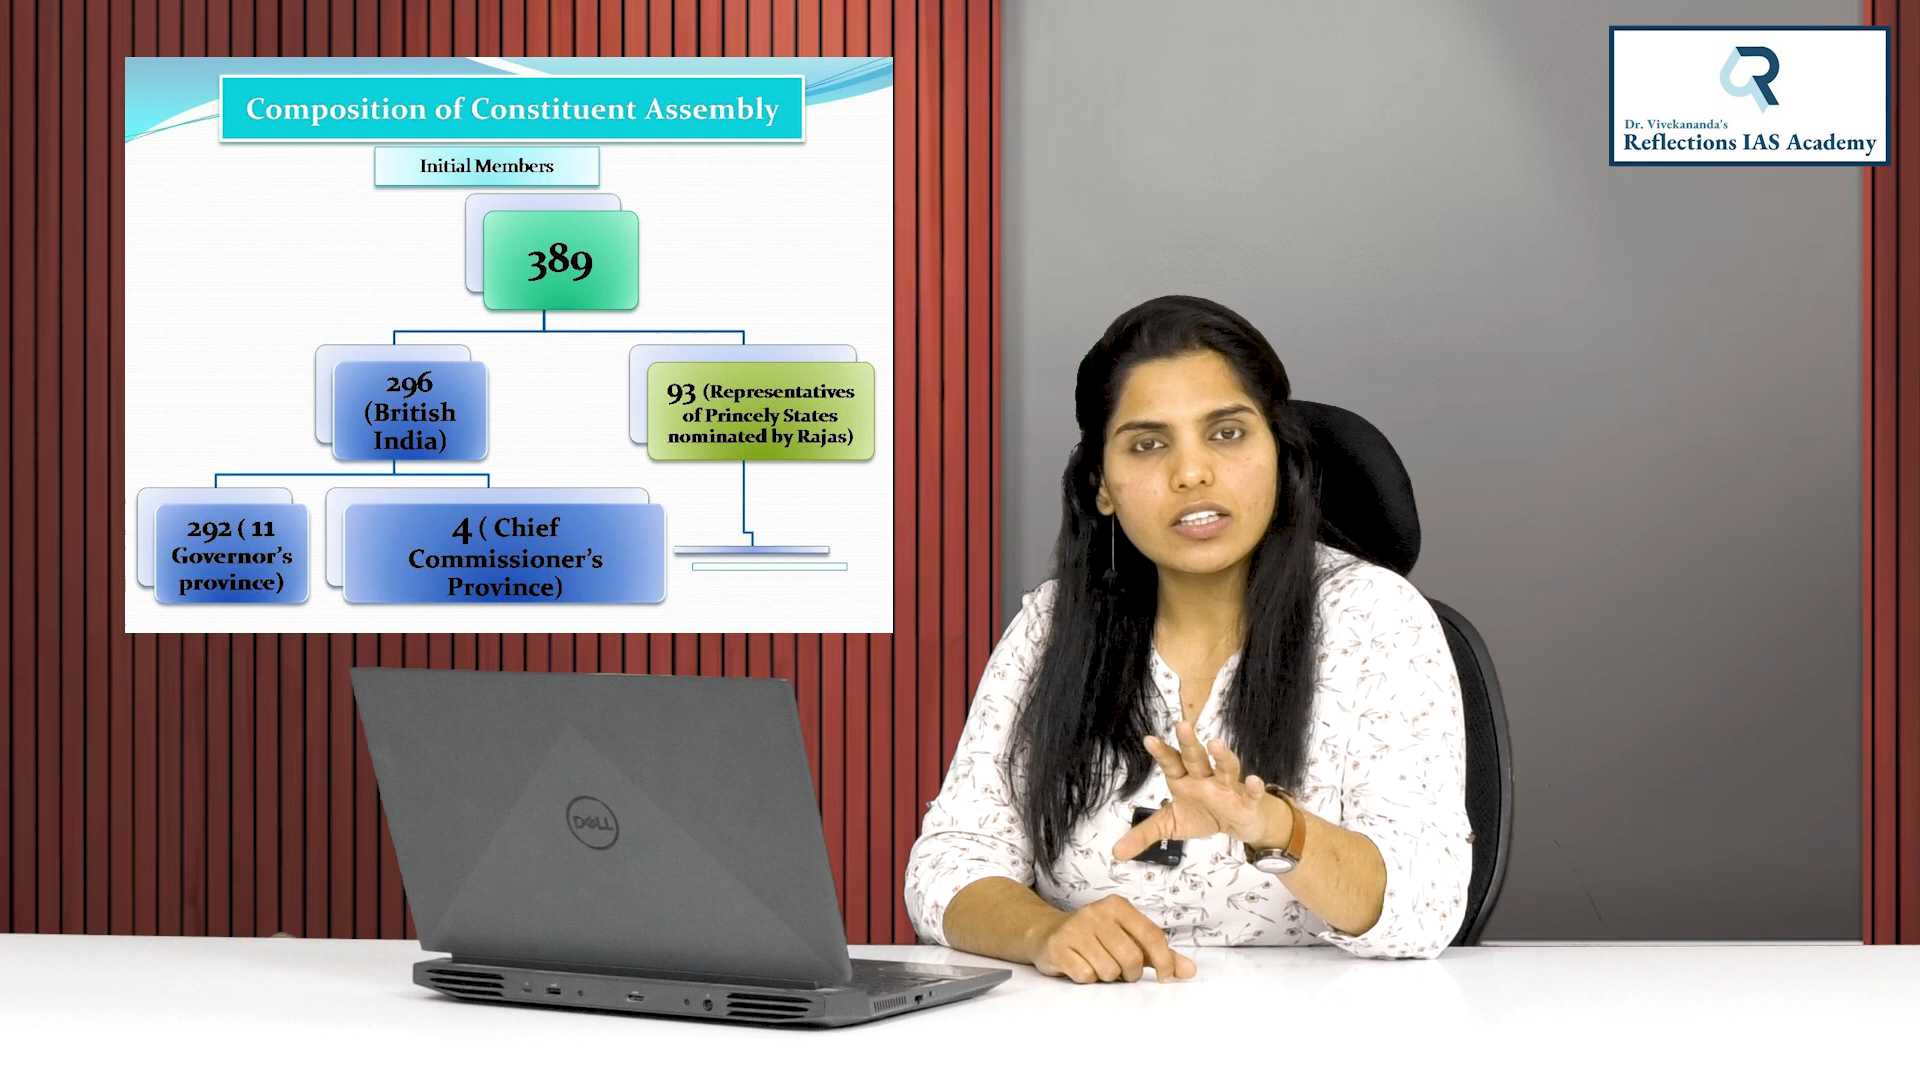 Composition of Constituent Assembly
Initial Members
389
296
(British
India)
93 (Representatives
of Princely States
nominated by Rajas)
292 ( 11
Governor's
province)
4 ( Chief
Commissioner's
Province)
Dr. Vivekananda's
Reflections IAS Academy
DELL